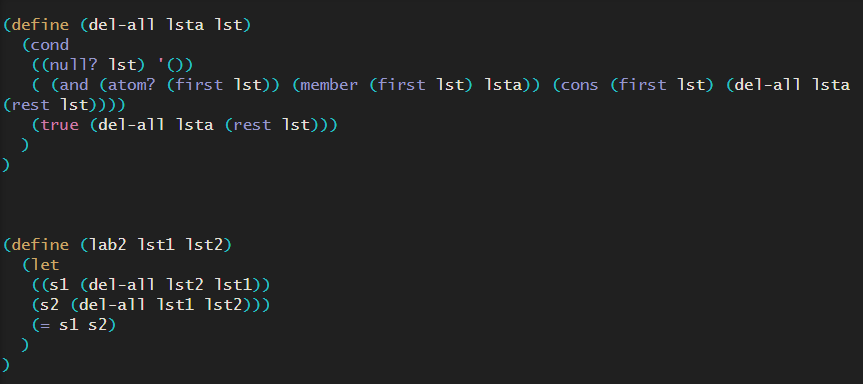 (define (del-all lsta lst)
  (cond
   ((null? lst) '())
   ( (and (atom? (first lst)) (member (first lst) lsta)) (cons (first lst) (del-all lsta
(rest lst))))
   (true (del-all lsta (rest lst)))
  )
)
(define (lab2 lst1 lst2)
  (let
   ((s1 (del-all lst2 lst1))
   (s2 (del-all lst1 lst2)))
   (= s1 s2)
  )
)